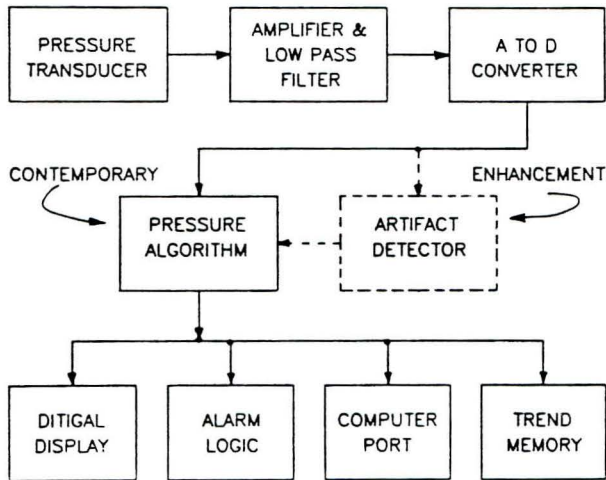 PRESSURE
TRANSDUCER
AMPLIFIER &
LOW PASS
FILTER
A TO D
CONVERTER
CONTEMPORARY
ENHANCEMENT
PRESSURE
ALGORITHM
ARTIFACT
DETECTOR
DITIGAL
DISPLAY
ALARM
LOGIC
COMPUTER
PORT
TREND
MEMORY